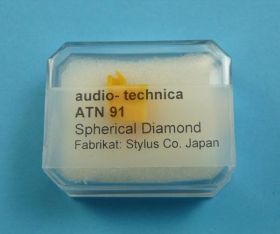 audio- technica
ATN 91
Spherical Diamond
Fabrikat: Stylus Co. Japan